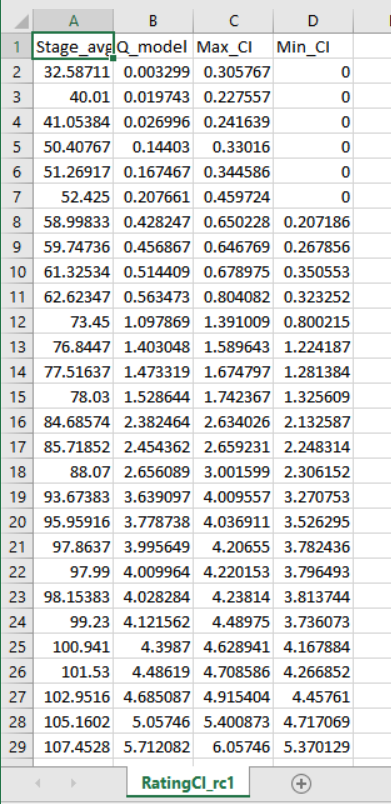 A B C D
1 Stage_avg Q_model Max_CI Min_CI
2 32.58711 0.003299 0.305767 0
3 40.01 0.019743 0.227557 0
4 41.05384 0.026996 0.241639 0
5 50.40767 0.14403 0.33016 0
6 51.26917 0.167467 0.344586 0
7 52.425 0.207661 0.459724 0
8 58.99833 0.428247 0.650228 0.207186
9 59.74736 0.456867 0.646769 0.267856
10 61.32534 0.514409 0.678975 0.350553
11 62.62347 0.563473 0.804082 0.323252
12 73.45 1.097869 1.391009 0.800215
13 76.8447 1.403048 1.589643 1.224187
14 77.51637 1.473319 1.674797 1.281384
15 78.03 1.528644 1.742367 1.325609
16 84.68574 2.382464 2.634026 2.132587
17 85.71852 2.454362 2.659231 2.248314
18 88.07 2.656089 3.001599 2.306152
19 93.67383 3.639097 4.009557 3.270753
20 95.95916 3.778738 4.036911 3.526295
21 97.8637 3.995649 4.20655 3.782436
22 97.99 4.009964 4.220153 3.796493
23 98.15383 4.028284 4.23814 3.813744
24 99.23 4.121562 4.48975 3.736073
25 100.941 4.3987 4.628941 4.167884
26 101.53 4.48619 4.708586 4.266852
27 102.9516 4.685087 4.915404 4.45761
28 105.1602 5.05746 5.400873 4.717069
29 107.4528 5.712082 6.05746 5.370129
RatingCI_rc1